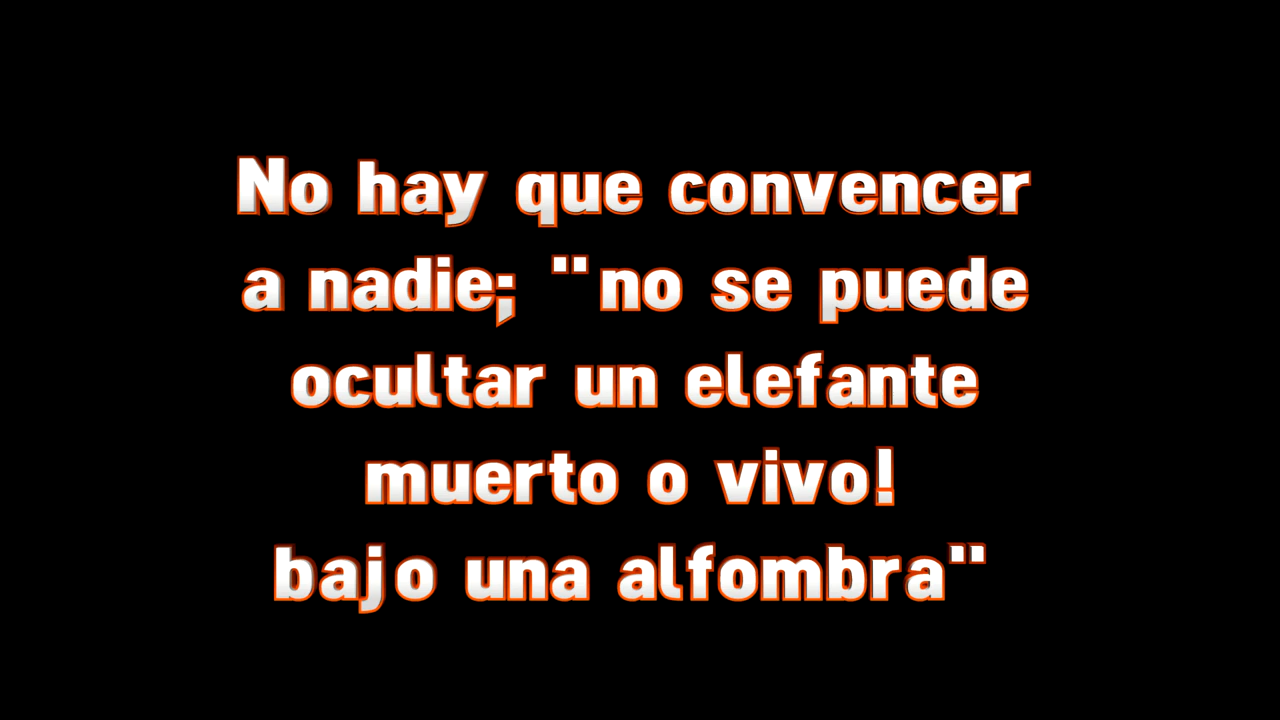 No hay que convencer
a nadie; ¨no se puede
ocultar un elefante
muerto o vivo!
bajo una alfombra¨